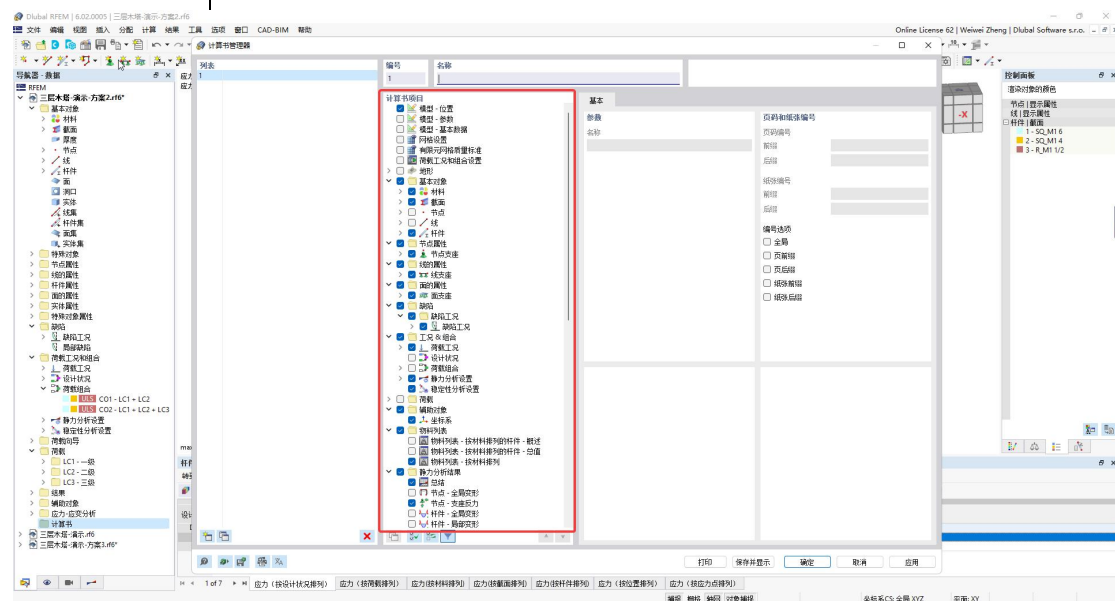 Dlubal RFEM | 6.02.0005 | 三层木塔-演示-方案2.rf6*
文件 编辑 视图 插入 分配 计算 结果 工具 选项 窗口 CAD-BIM 帮助
Online License 62 | Weiwei Zheng | Dlubal Software s.r.o.
导航器 - 数据
RFEM
三层木塔-演示-方案2.rf6*
基本对象
材料
截面
厚度
节点
线
杆件
面
洞口
实体
线集
杆件集
面集
实体集
特殊对象
节点属性
线的属性
杆件属性
面的属性
实体属性
特殊对象属性
缺陷
缺陷工况
局部缺陷
荷载工况和组合
荷载工况
设计状况
荷载组合
ULS CO1 - LC1 + LC2
ULS CO2 - LC1 + LC2 + LC3
静力分析设置
稳定性分析设置
荷载向导
荷载
LC1 - 一级
LC2 - 二级
LC3 - 三级
结果
辅助对象
应力-应变分析
计算书
三层木塔-演示.rf6
三层木塔-演示-方案3.rf6*
计算书管理器
列表
1
编号
1
名称
计算书项目
模型 - 位置
模型 - 参数
模型 - 基本数据
网格设置
有限元网格质量标准
荷载工况和组合设置
地形
基本对象
材料
截面
节点
线
杆件
节点属性
节点支座
线的属性
线支座
面的属性
面支座
缺陷
缺陷工况
缺陷工况
工况 & 组合
荷载工况
设计状况
荷载组合
静力分析设置
稳定性分析设置
荷载
辅助对象
坐标系
物料列表
物料列表 - 按材料排列的杆件 - 概述
物料列表 - 按材料排列的杆件 - 总值
物料列表 - 按材料排列
静力分析结果
总结
节点 - 全局变形
节点 - 支座反力
杆件 - 全局变形
杆件 - 局部变形
基本
参数
名称
页码和纸张编号
页码编号
前缀
后缀
纸张编号
前缀
后缀
编号选项
全局
页前缀
页后缀
纸张前缀
纸张后缀
打印 保存并显示 确定 取消 应用
-X
控制面板
渲染对象的颜色
节点 | 显示属性
线 | 显示属性
杆件 | 截面
1 - SQ_M1 6
2 - SQ_M1 4
3 - R_M1 1/2
1 of 7
应力（按设计状况排列） 应力（按荷载排列） 应力(按材料排列) 应力(按截面排列) 应力(按杆件排列) 应力（按位置排列） 应力（按应力点排列）
捕捉 栅格 轴网 对象捕捉 坐标系CS: 全局 XYZ 平面: XY